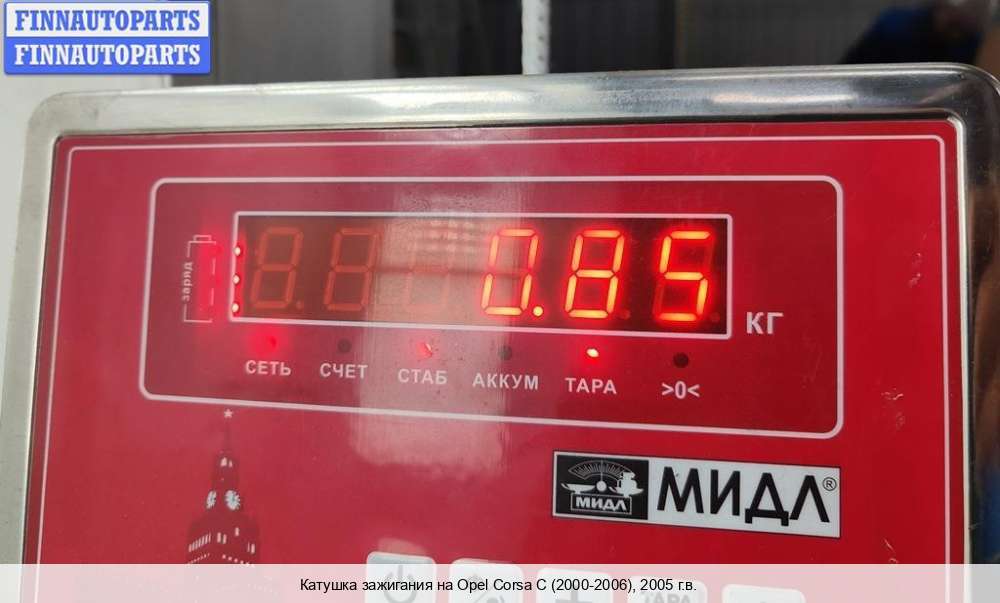 FINNAUTOPARTS
FINNAUTOPARTS
заряд
0.85
КГ
СЕТЬ СЧЕТ СТАБ АККУМ ТАРА >0<
МИДЛ МИДЛ®
ТАРА
Катушка зажигания на Opel Corsa C (2000-2006), 2005 г.в.